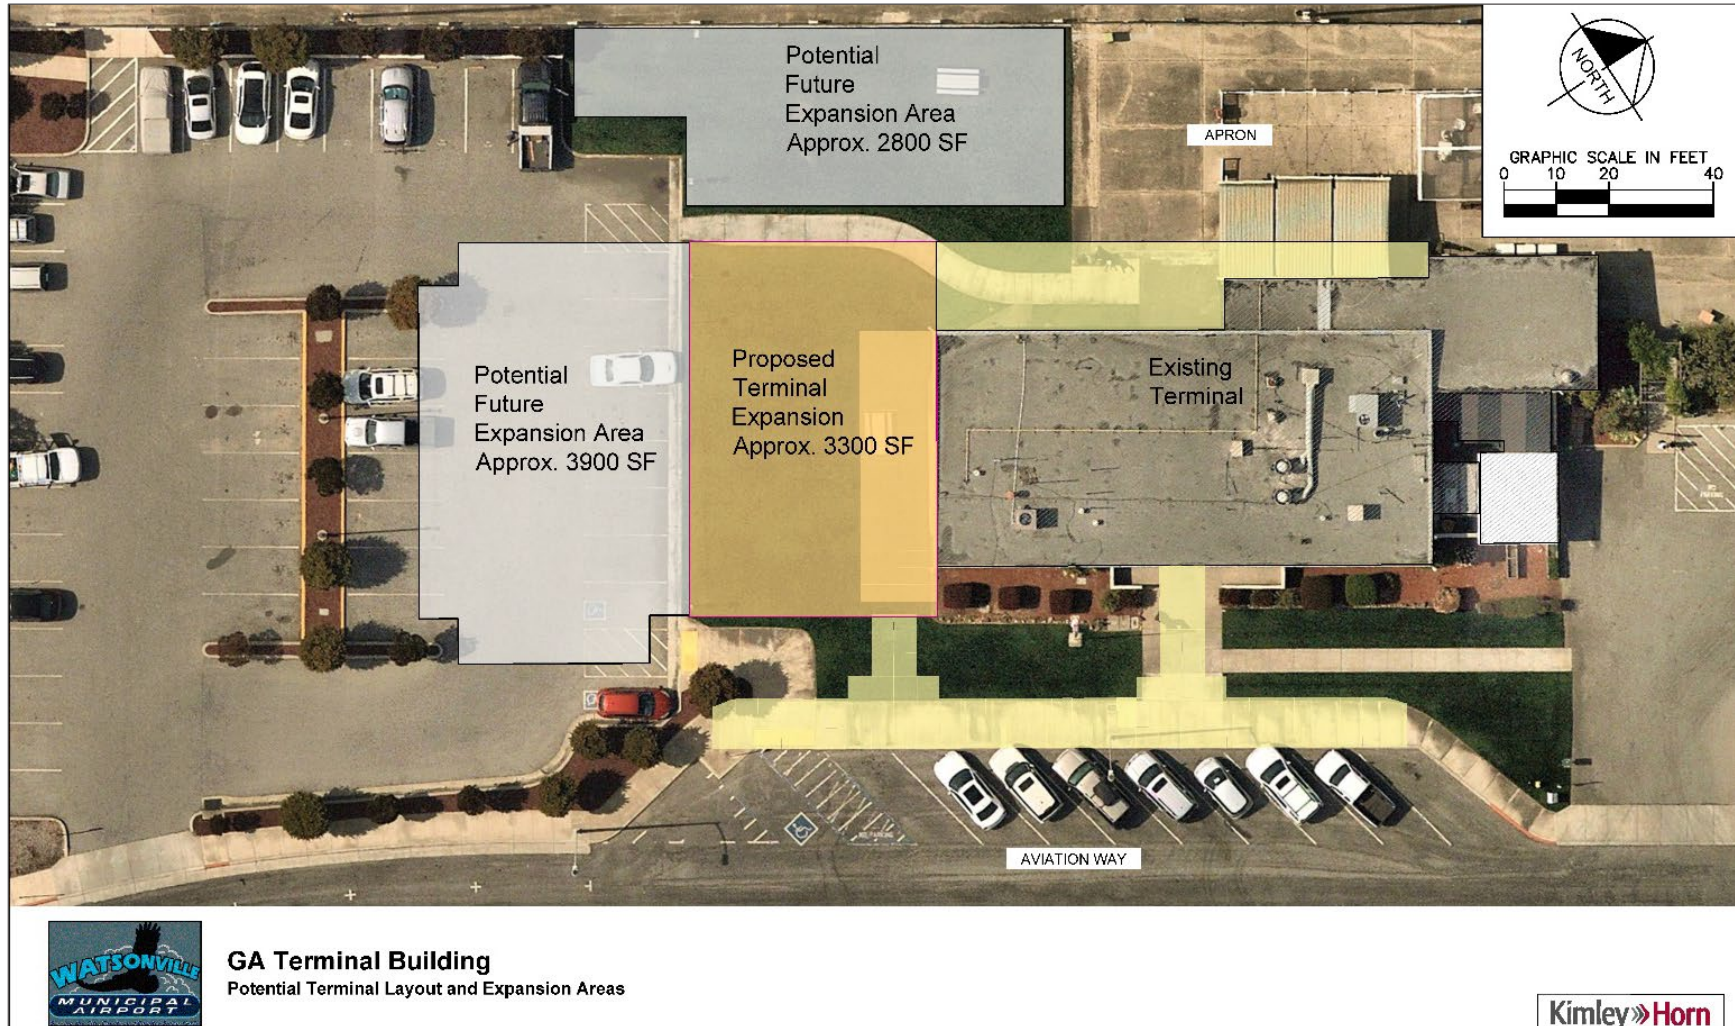 Potential
Future
Expansion Area
Approx. 2800 SF
APRON
NORTH
GRAPHIC SCALE IN FEET
0 10 20 40
Potential
Future
Expansion Area
Approx. 3900 SF
Proposed
Terminal
Expansion
Approx. 3300 SF
Existing
Terminal
NO PARKING
AVIATION WAY
WATSONVILLE
MUNICIPAL
AIRPORT
GA Terminal Building
Potential Terminal Layout and Expansion Areas
Kimley»Horn